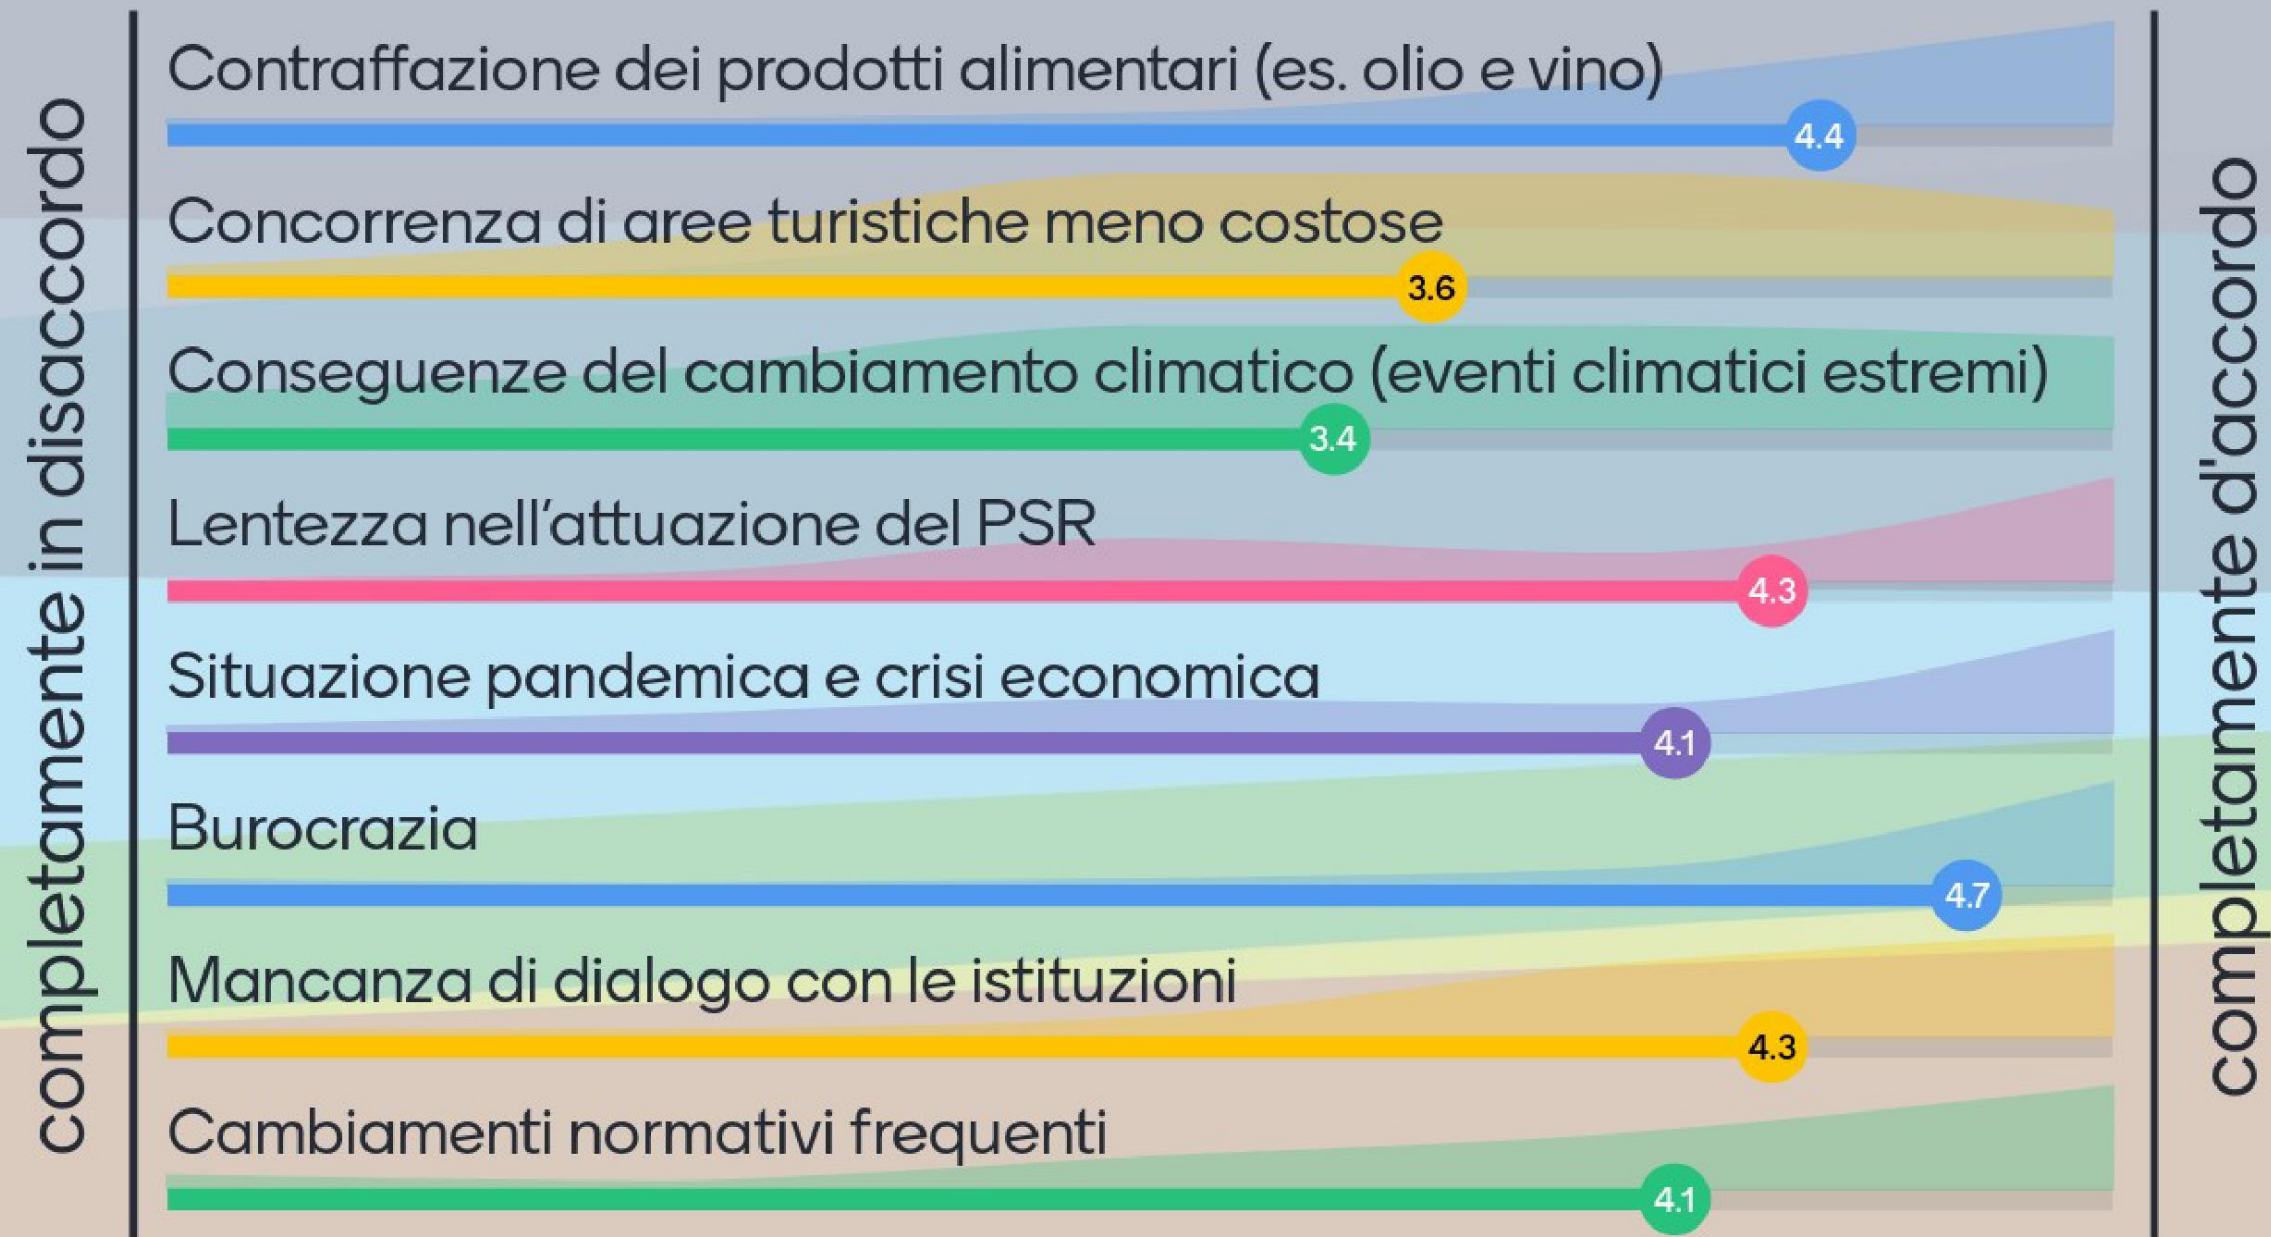 completamente in disaccordo
Contraffazione dei prodotti alimentari (es. olio e vino)
4.4
Concorrenza di aree turistiche meno costose
3.6
Conseguenze del cambiamento climatico (eventi climatici estremi)
3.4
Lentezza nell’attuazione del PSR
4.3
Situazione pandemica e crisi economica
4.1
Burocrazia
4.7
Mancanza di dialogo con le istituzioni
4.3
Cambiamenti normativi frequenti
4.1
completamente d'accordo